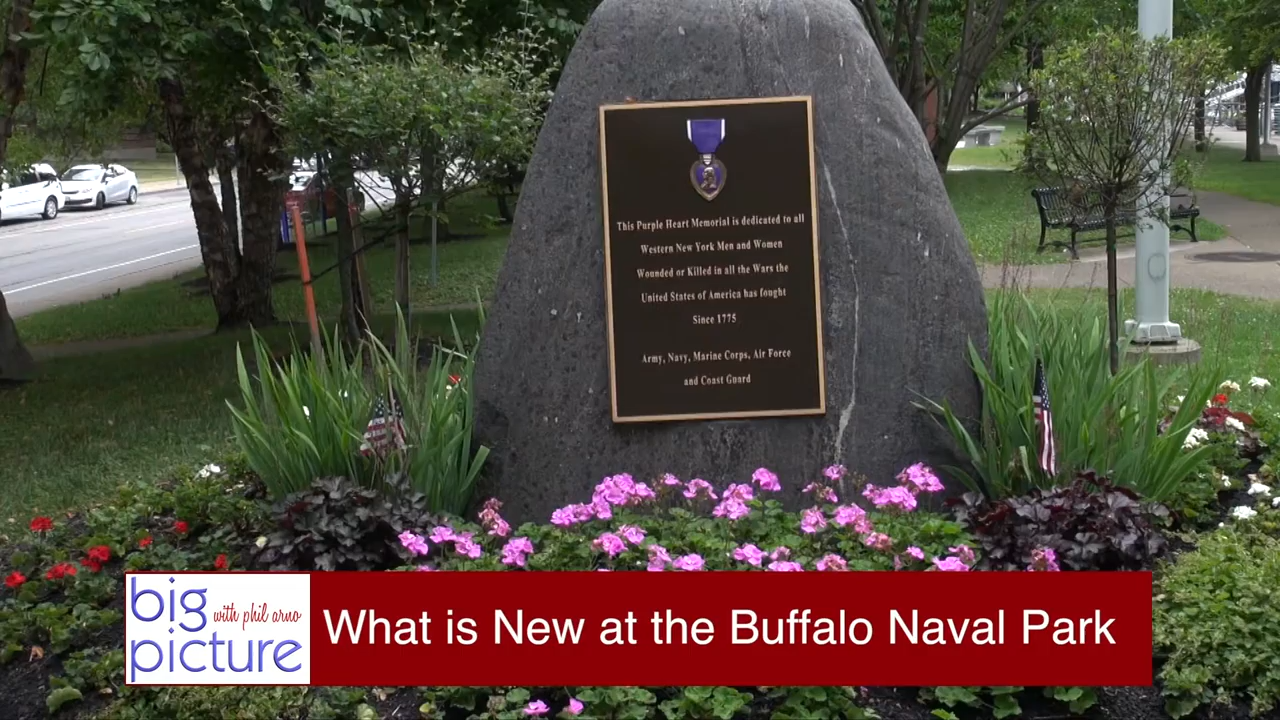 This Purple Heart Memorial is dedicated to all
Western New York Men and Women
Wounded or Killed in all the Wars the
United States of America has fought
Since 1775
Army, Navy, Marine Corps, Air Force
and Coast Guard
big
with phil arno
picture
What is New at the Buffalo Naval Park